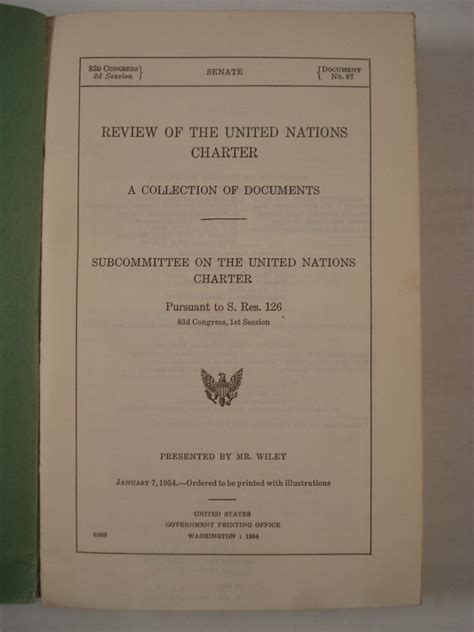 83D CONGRESS } SENATE { DOCUMENT
2d Session } { No. 87
REVIEW OF THE UNITED NATIONS
CHARTER
A COLLECTION OF DOCUMENTS
SUBCOMMITTEE ON THE UNITED NATIONS
CHARTER
Pursuant to S. Res. 126
83d Congress, 1st Session
PRESENTED BY MR. WILEY
JANUARY 7, 1954.—Ordered to be printed with illustrations
UNITED STATES
GOVERNMENT PRINTING OFFICE
WASHINGTON : 1954